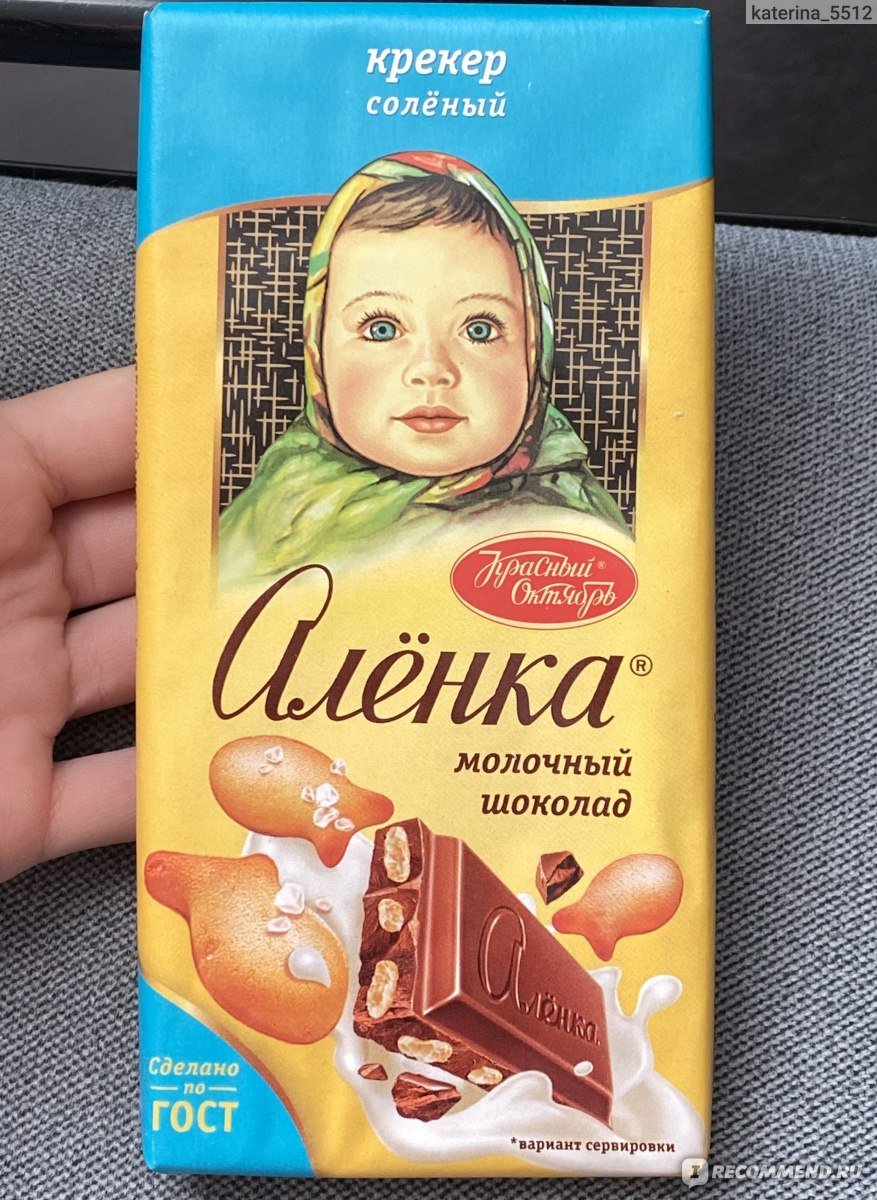 katerina_5512
крекер
солёный
Красный®
Октябрь
Алёнка®
молочный
шоколад
Алёнка
Сделано
по
ГОСТ
*вариант сервировки
I RECOMMEND.RU